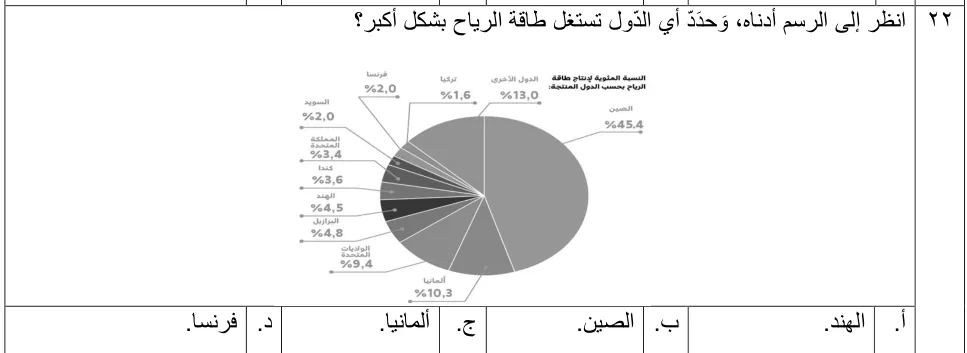 ٢٢ انظر إلى الرسم أدناه، وَحدَدّ أي الدّول تستغل طاقة الرياح بشكل أكبر؟
النسبة المئوية لإنتاج طاقة
الرياح بحسب الدول المنتجة:
الصين
%45.4
الدول الأخرى
%13,0
تركيا
%1,6
فرنسا
%2,0
السويد
%2,0
المملكة
المتحدة
%3,4
كندا
%3,6
الهند
%4,5
البرازيل
%4,8
الولايات
المتحدة
%9,4
ألمانيا
%10,3
أ. الهند. ب. الصين. ج. ألمانيا. د. فرنسا.